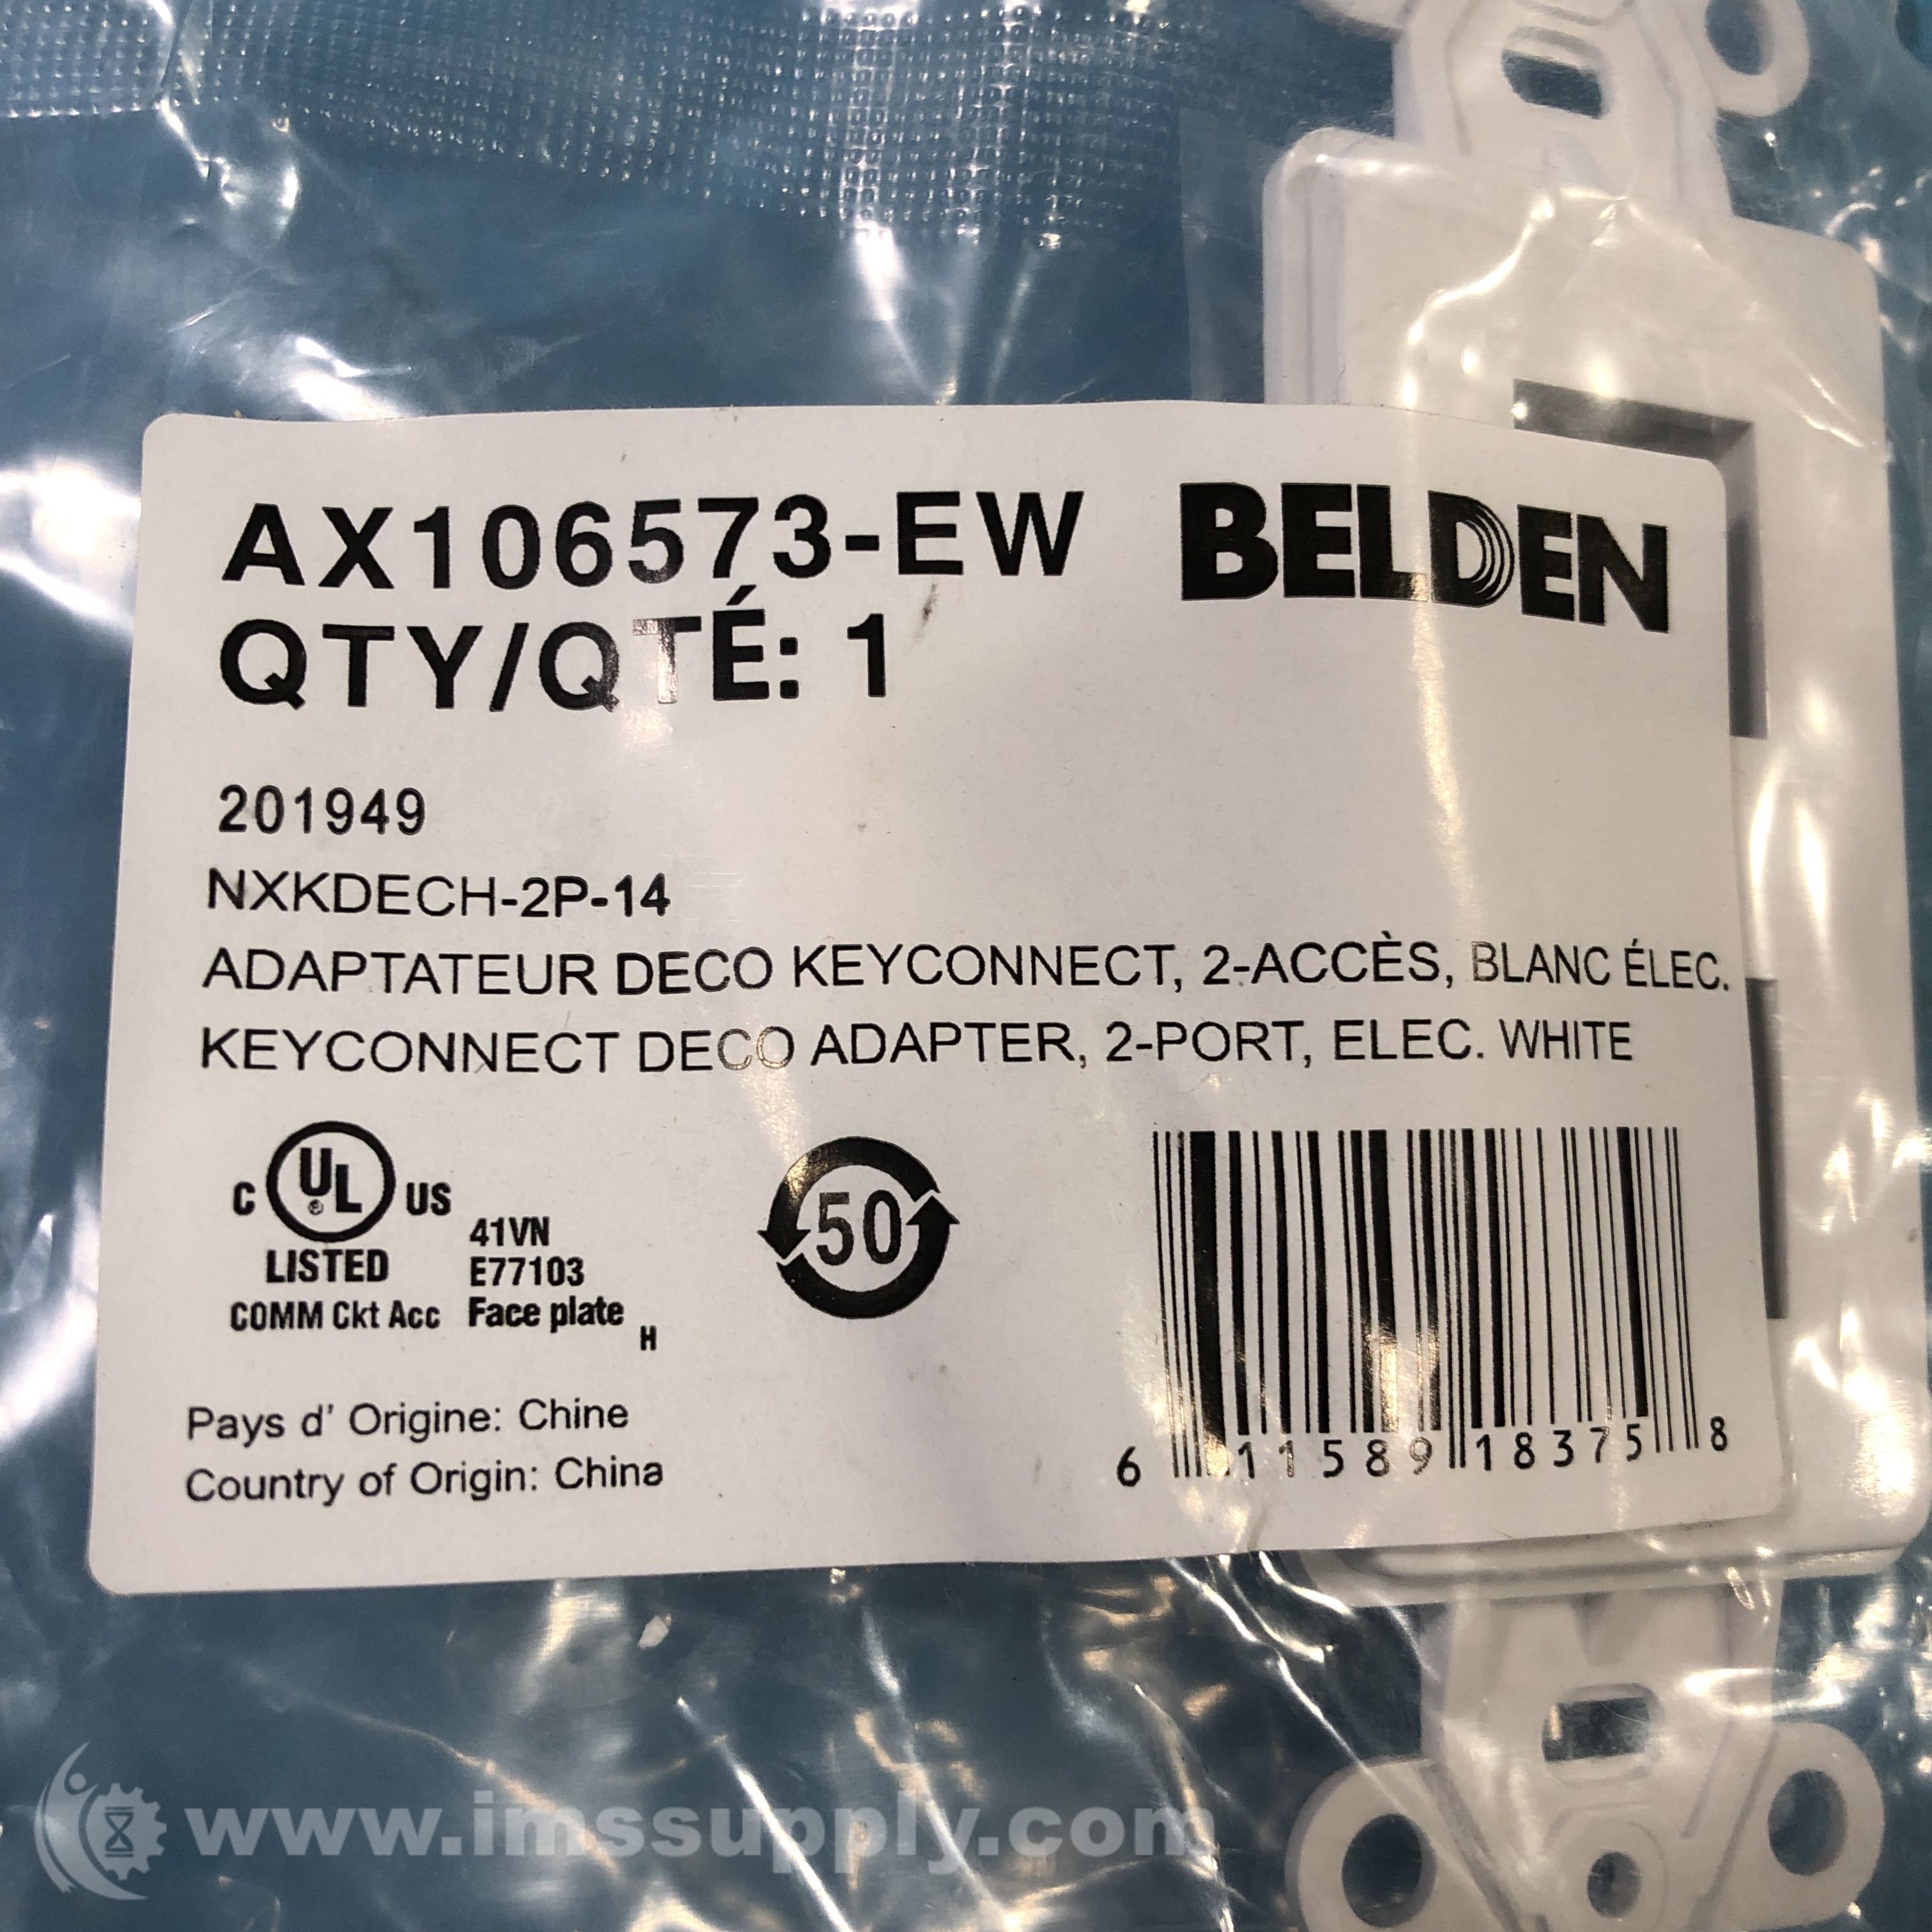 AX106573-EW BELDEN
QTY/QTÉ: 1
201949
NXKDECH-2P-14
ADAPTATEUR DECO KEYCONNECT, 2-ACCÈS, BLANC ÉLEC.
KEYCONNECT DECO ADAPTER, 2-PORT, ELEC. WHITE
C UL ® US
LISTED
COMM Ckt Acc
41VN
E77103
Face plate
H
50
Pays d' Origine: Chine
Country of Origin: China
6 11589 18375 8
www.imssupply.com